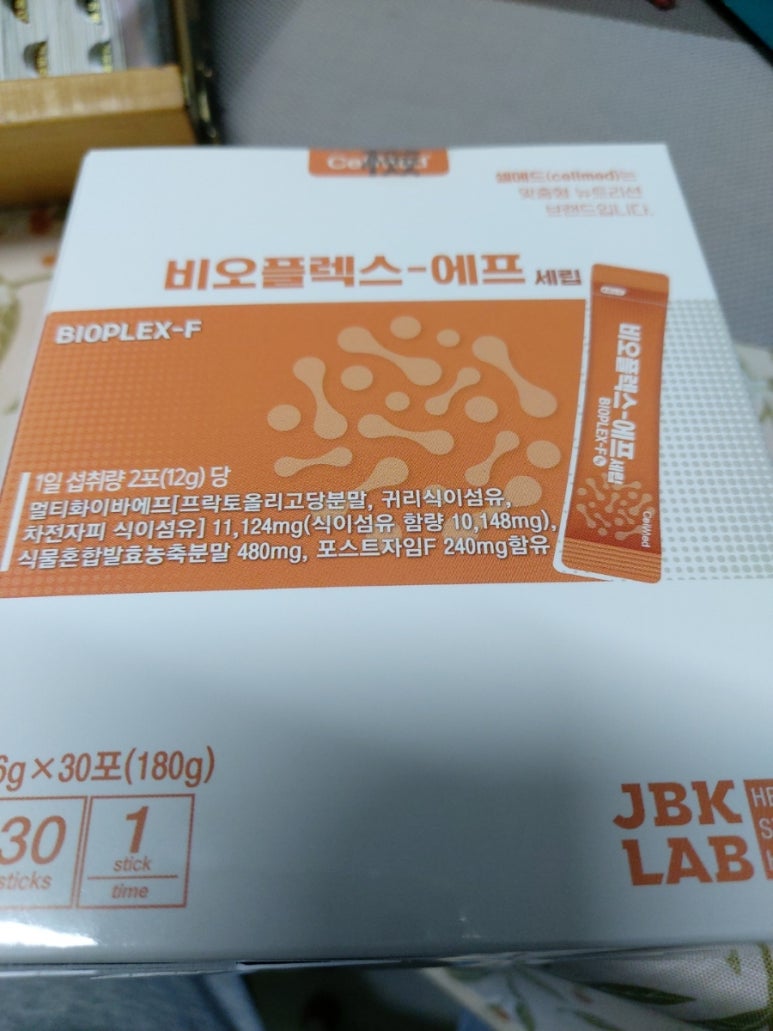 CellMed
셀메드(cellmed)는
맞춤형 뉴트리션
브랜드입니다.
비오플렉스-에프 세립
BIOPLEX-F
1일 섭취량 2포(12g) 당
멀티화이바에프[프락토올리고당분말, 귀리식이섬유,
차전자피 식이섬유] 11,124mg(식이섬유 함량 10,148mg),
식물혼합발효농축분말 480mg, 포스트자임F 240mg함유
비오플렉스-에프 세립
BIOPLEX-F
CellMed
6g×30포(180g)
30
sticks
1
stick
time
JBK
LAB